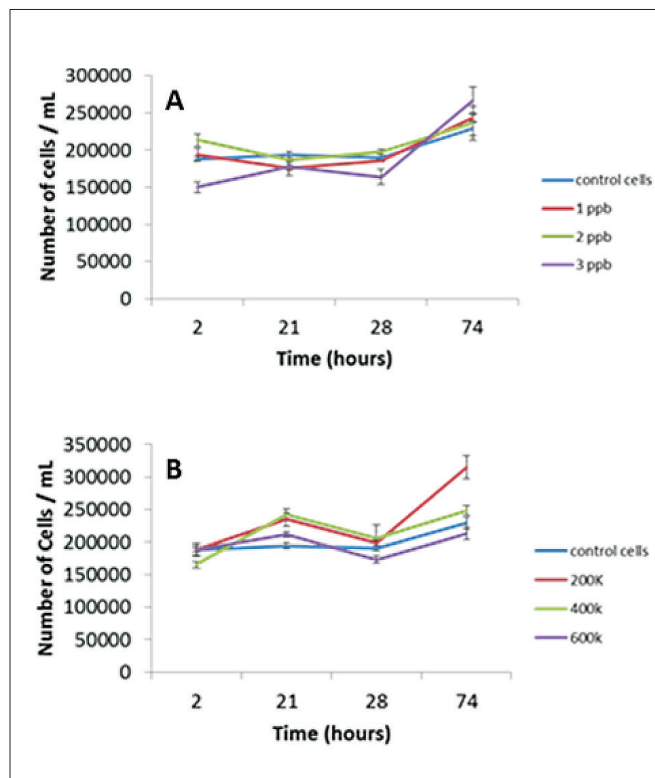 A
Number of cells / mL
300000
250000
200000
150000
100000
50000
0
2 21 28 74
Time (hours)
control cells
1 ppb
2 ppb
3 ppb
B
Number of Cells / mL
350000
300000
250000
200000
150000
100000
50000
0
2 21 28 74
Time (hours)
control cells
200K
400k
600k